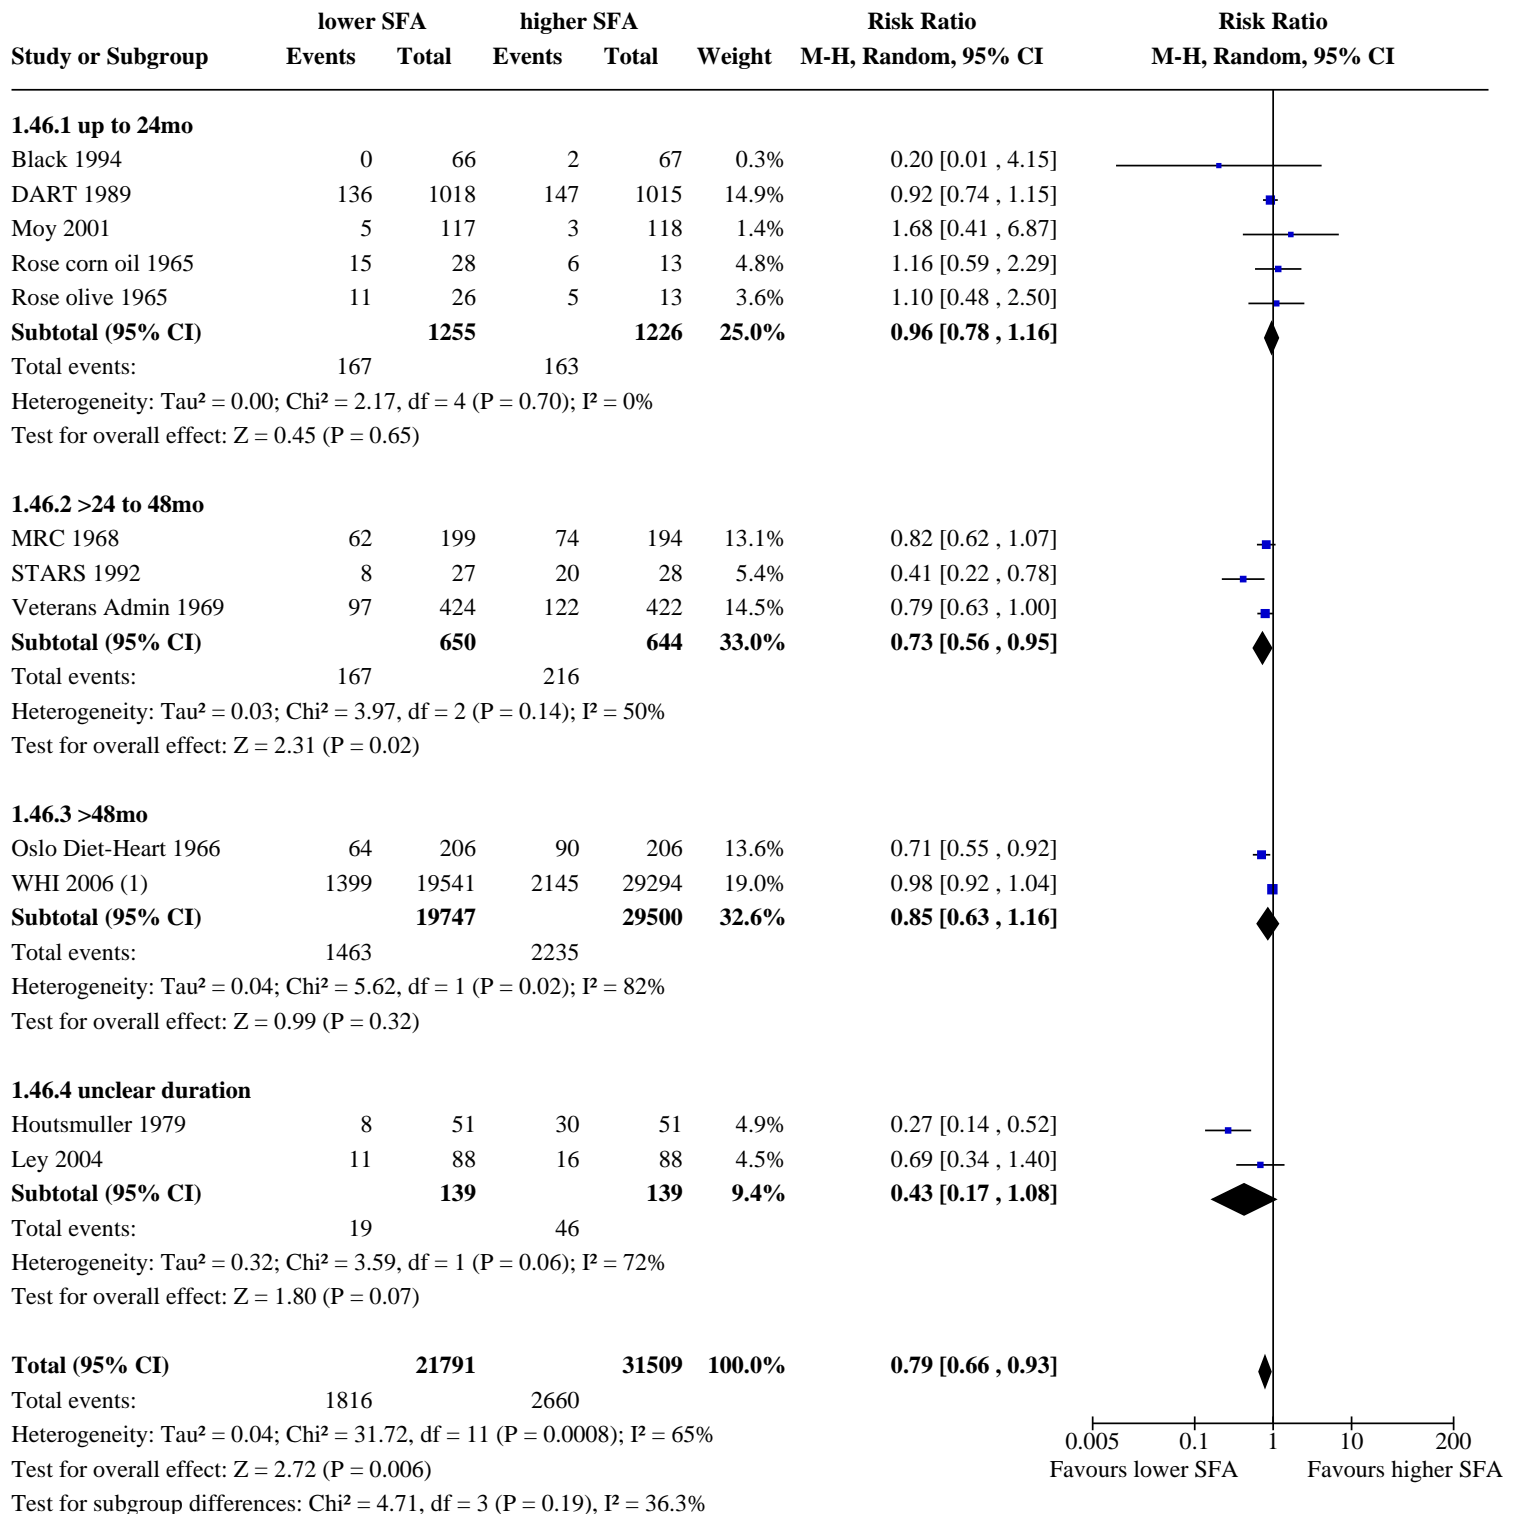 lower SFA higher SFA Risk Ratio Risk Ratio
Study or Subgroup Events Total Events Total Weight M-H, Random, 95% CI M-H, Random, 95% CI
1.46.1 up to 24mo
Black 1994 0 66 2 67 0.3% 0.20 [0.01 , 4.15]
DART 1989 136 1018 147 1015 14.9% 0.92 [0.74 , 1.15]
Moy 2001 5 117 3 118 1.4% 1.68 [0.41 , 6.87]
Rose corn oil 1965 15 28 6 13 4.8% 1.16 [0.59 , 2.29]
Rose olive 1965 11 26 5 13 3.6% 1.10 [0.48 , 2.50]
Subtotal (95% CI) 1255 1226 25.0% 0.96 [0.78 , 1.16]
Total events: 167 163
Heterogeneity: Tau² = 0.00; Chi² = 2.17, df = 4 (P = 0.70); I² = 0%
Test for overall effect: Z = 0.45 (P = 0.65)
1.46.2 >24 to 48mo
MRC 1968 62 199 74 194 13.1% 0.82 [0.62 , 1.07]
STARS 1992 8 27 20 28 5.4% 0.41 [0.22 , 0.78]
Veterans Admin 1969 97 424 122 422 14.5% 0.79 [0.63 , 1.00]
Subtotal (95% CI) 650 644 33.0% 0.73 [0.56 , 0.95]
Total events: 167 216
Heterogeneity: Tau² = 0.03; Chi² = 3.97, df = 2 (P = 0.14); I² = 50%
Test for overall effect: Z = 2.31 (P = 0.02)
1.46.3 >48mo
Oslo Diet-Heart 1966 64 206 90 206 13.6% 0.71 [0.55 , 0.92]
WHI 2006 (1) 1399 19541 2145 29294 19.0% 0.98 [0.92 , 1.04]
Subtotal (95% CI) 19747 29500 32.6% 0.85 [0.63 , 1.16]
Total events: 1463 2235
Heterogeneity: Tau² = 0.04; Chi² = 5.62, df = 1 (P = 0.02); I² = 82%
Test for overall effect: Z = 0.99 (P = 0.32)
1.46.4 unclear duration
Houtsmuller 1979 8 51 30 51 4.9% 0.27 [0.14 , 0.52]
Ley 2004 11 88 16 88 4.5% 0.69 [0.34 , 1.40]
Subtotal (95% CI) 139 139 9.4% 0.43 [0.17 , 1.08]
Total events: 19 46
Heterogeneity: Tau² = 0.32; Chi² = 3.59, df = 1 (P = 0.06); I² = 72%
Test for overall effect: Z = 1.80 (P = 0.07)
Total (95% CI) 21791 31509 100.0% 0.79 [0.66 , 0.93]
Total events: 1816 2660
Heterogeneity: Tau² = 0.04; Chi² = 31.72, df = 11 (P = 0.0008); I² = 65%
0.005 0.1 1 10 200
Test for overall effect: Z = 2.72 (P = 0.006)
Favours lower SFA Favours higher SFA
Test for subgroup differences: Chi² = 4.71, df = 3 (P = 0.19), I² = 36.3%